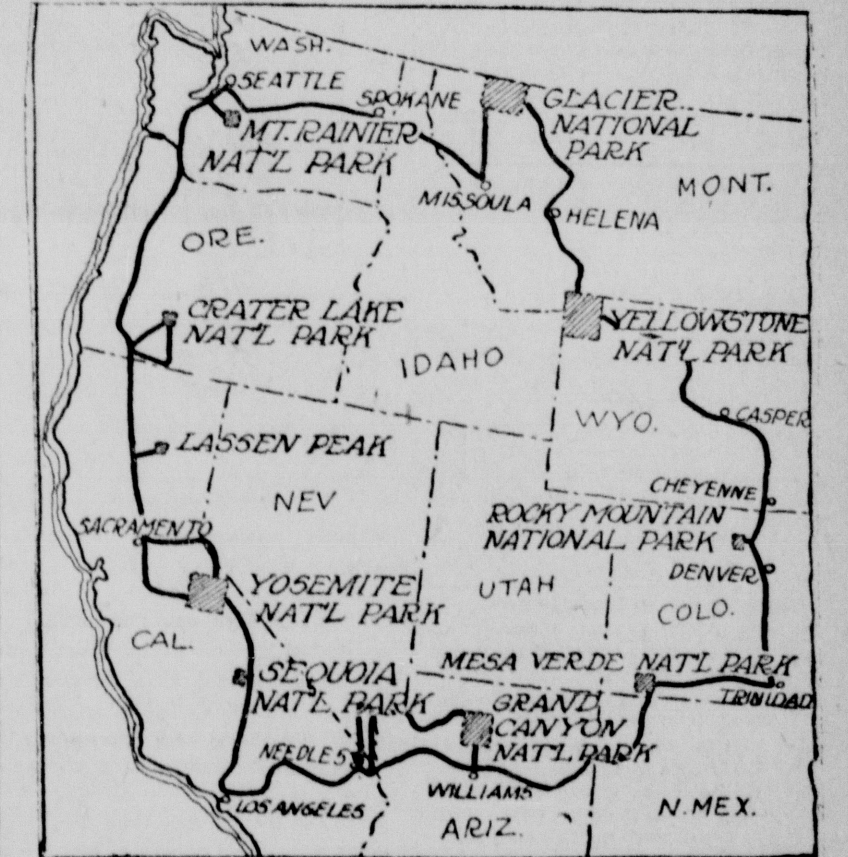 WASH.
SEATTLE
SPOKANE
GLACIER
NATIONAL
PARK
MT. RAINIER
NAT'L PARK
MONT.
MISSOULA
HELENA
ORE.
CRATER LAKE
NAT'L PARK
YELLOWSTONE
NAT'L PARK
IDAHO
WYO.
CASPER
LASSEN PEAK
NEV
CHEYENNE
ROCKY MOUNTAIN
NATIONAL PARK
SACRAMENTO
DENVER
YOSEMITE
NAT'L PARK
UTAH
COLO.
CAL.
MESA VERDE NAT'L PARK
TRINIDAD
SEQUOIA
NAT'L PARK
GRAND
CANYON
NAT'L PARK
NEEDLES
WILLIAMS
LOS ANGELES
ARIZ.
N. MEX.